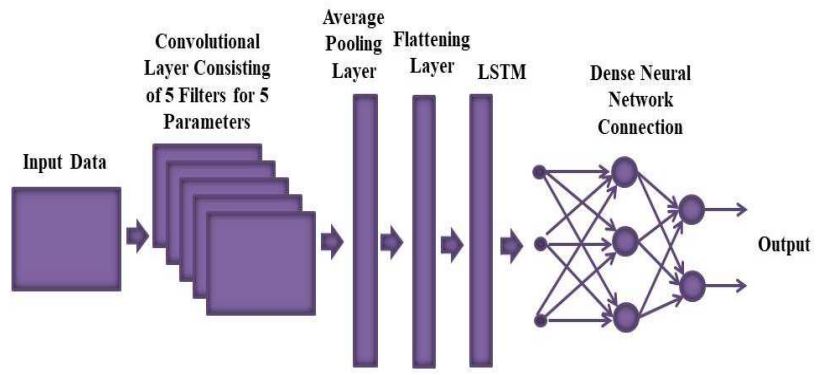 Input Data
Convolutional
Layer Consisting
of 5 Filters for 5
Parameters
Average
Pooling
Layer
Flattening
Layer
LSTM
Dense Neural
Network
Connection
Output